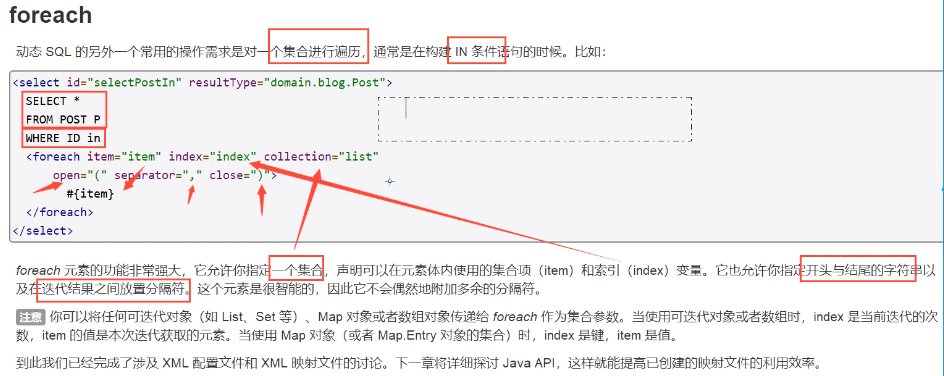 foreach
动态 SQL 的另外一个常用的操作需求是对一个集合进行遍历，通常是在构建 IN 条件语句的时候。比如：
<select id="selectPostIn" resultType="domain.blog.Post">
SELECT *
FROM POST P
WHERE ID in
<foreach item="item" index="index" collection="list"
open="(" separator="," close=")">
#{item}
</foreach>
</select>
foreach 元素的功能非常强大，它允许你指定一个集合，声明可以在元素体内使用的集合项（item）和索引（index）变量。它也允许你指定开头与结尾的字符串以
及在迭代结果之间放置分隔符。这个元素是很智能的，因此它不会偶然地附加多余的分隔符。
注意 你可以将任何可迭代对象（如 List、Set 等）、Map 对象或者数组对象传递给 foreach 作为集合参数。当使用可迭代对象或者数组时，index 是当前迭代的次
数，item 的值是本次迭代获取的元素。当使用 Map 对象（或者 Map.Entry 对象的集合）时，index 是键，item 是值。
到此我们已经完成了涉及 XML 配置文件和 XML 映射文件的讨论。下一章将详细探讨 Java API，这样就能提高已创建的映射文件的利用效率。